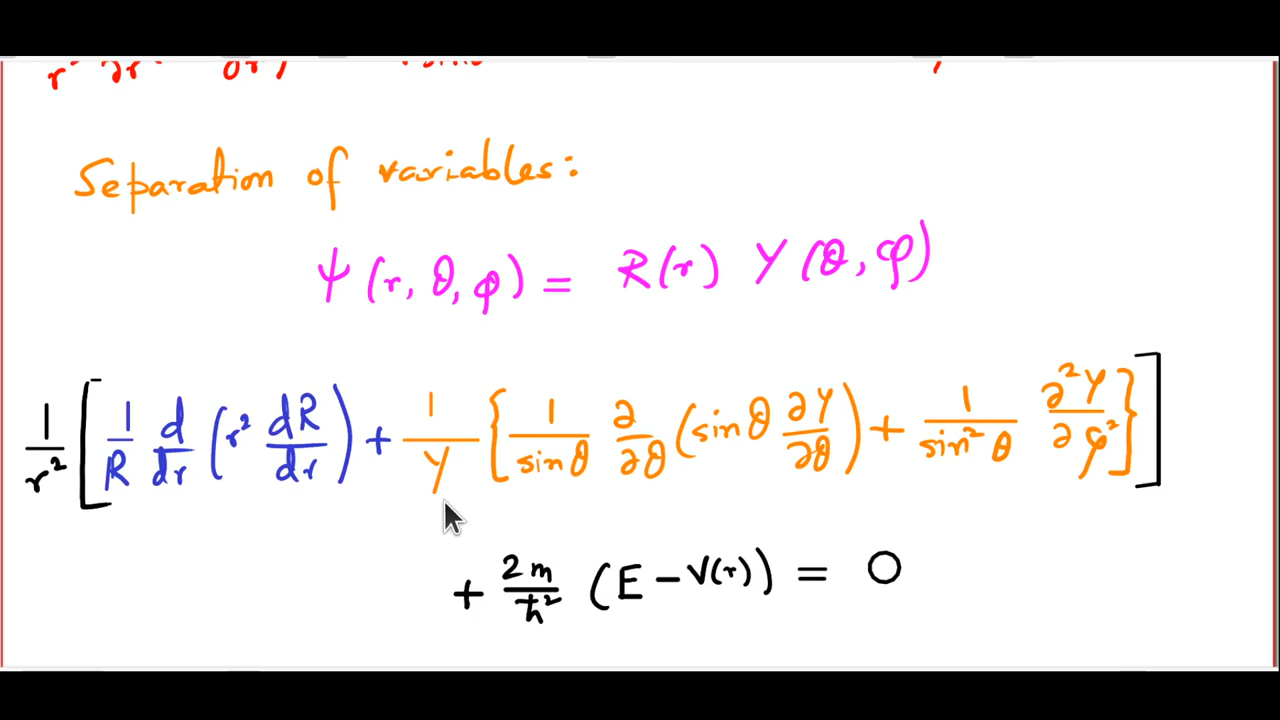 Separation of variables:
Ψ(r, θ, φ) = R(r) Y(θ, φ)
1/r² [ 1/R d/dr (r² dR/dr) + 1/Y { 1/sinθ ∂/∂θ (sinθ ∂Y/∂θ) + 1/sin²θ ∂²Y/∂φ² } ]
+ 2m/ħ² (E − V(r)) = 0